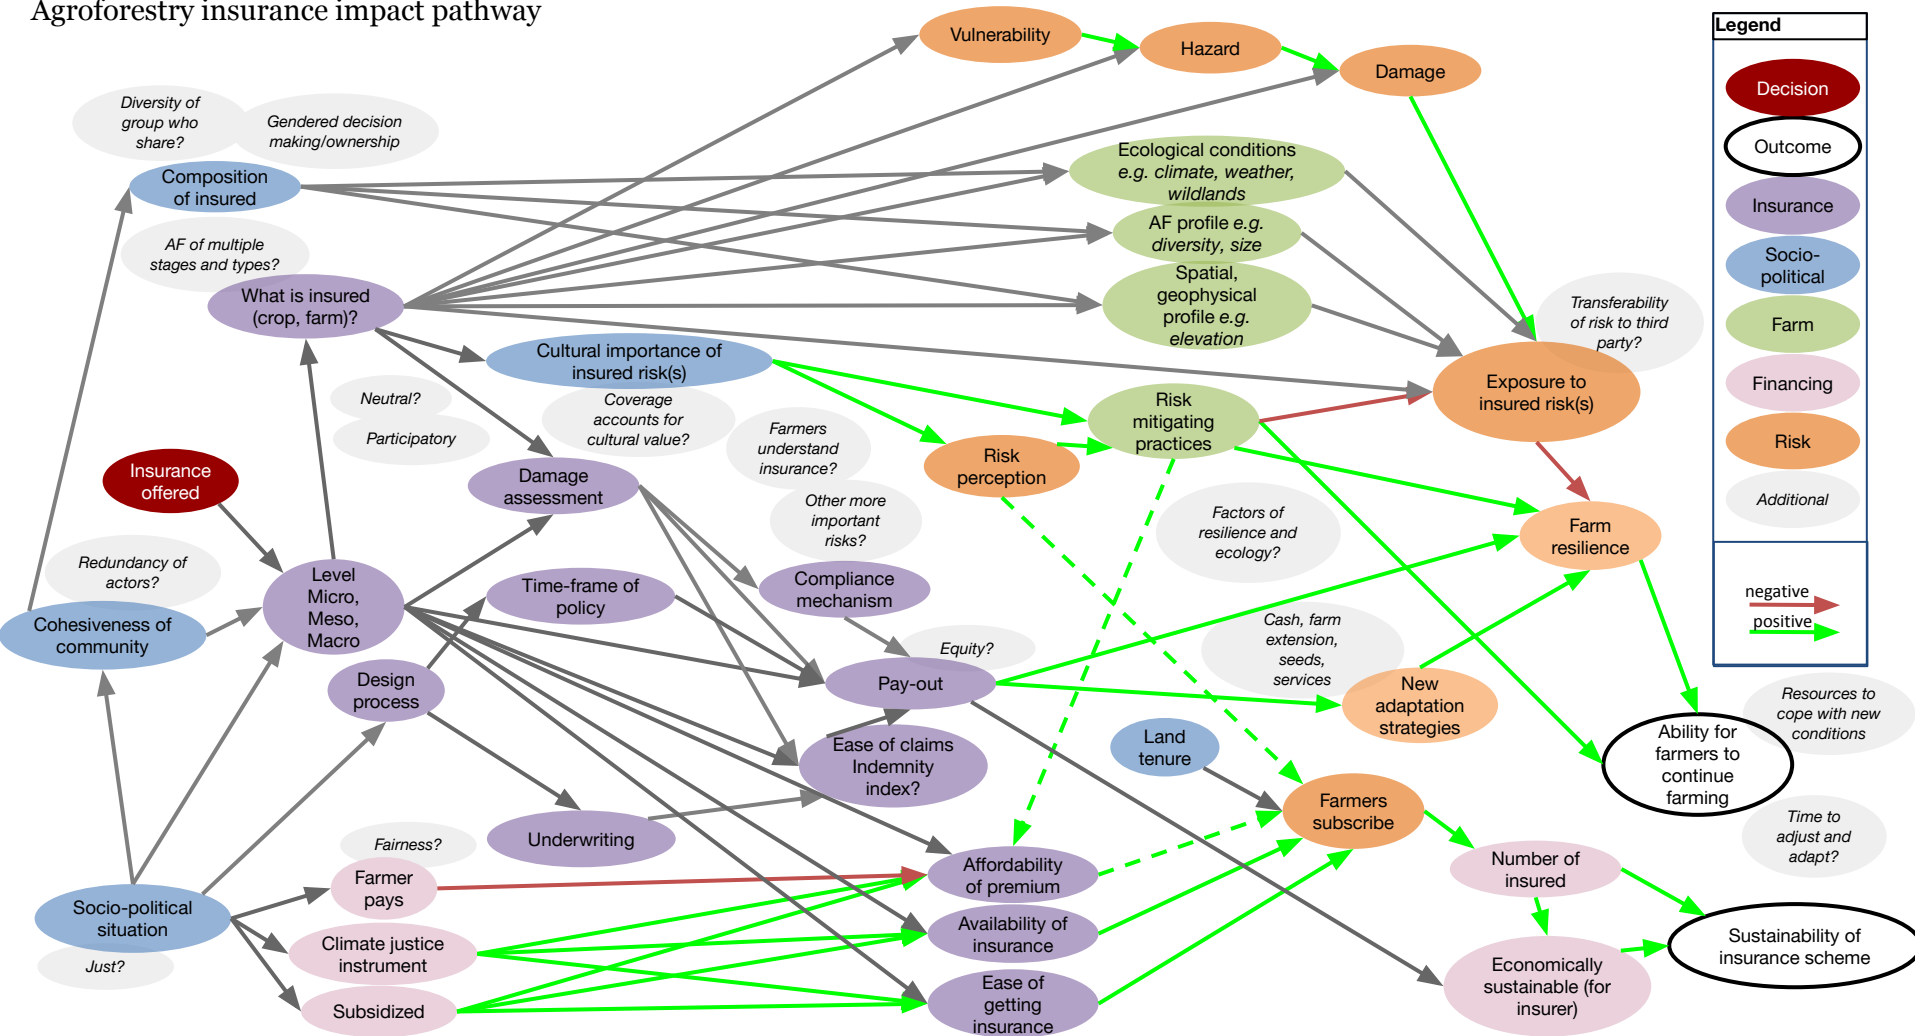 Agroforestry insurance impact pathway
Vulnerability
Hazard
Damage
Legend
Decision
Outcome
Insurance
Socio-
political
Farm
Financing
Risk
Additional
negative
positive
Diversity of
group who
share?
Gendered decision
making/ownership
Composition
of insured
AF of multiple
stages and types?
What is insured
(crop, farm)?
Ecological conditions
e.g. climate, weather,
wildlands
AF profile e.g.
diversity, size
Spatial,
geophysical
profile e.g.
elevation
Transferability
of risk to third
party?
Cultural importance of
insured risk(s)
Exposure to
insured risk(s)
Neutral?
Participatory
Coverage
accounts for
cultural value?
Farmers
understand
insurance?
Risk
mitigating
practices
Risk
perception
Insurance
offered
Damage
assessment
Other more
important
risks?
Factors of
resilience and
ecology?
Farm
resilience
Redundancy of
actors?
Level
Micro,
Meso,
Macro
Time-frame of
policy
Compliance
mechanism
Cohesiveness of
community
Equity?
Cash, farm
extension,
seeds,
services
Design
process
Pay-out
New
adaptation
strategies
Resources to
cope with new
conditions
Land
tenure
Ability for
farmers to
continue
farming
Ease of claims
Indemnity
index?
Underwriting
Farmers
subscribe
Time to
adjust and
adapt?
Fairness?
Farmer
pays
Affordability
of premium
Number of
insured
Socio-political
situation
Just?
Climate justice
instrument
Availability of
insurance
Sustainability of
insurance scheme
Subsidized
Ease of
getting
insurance
Economically
sustainable (for
insurer)